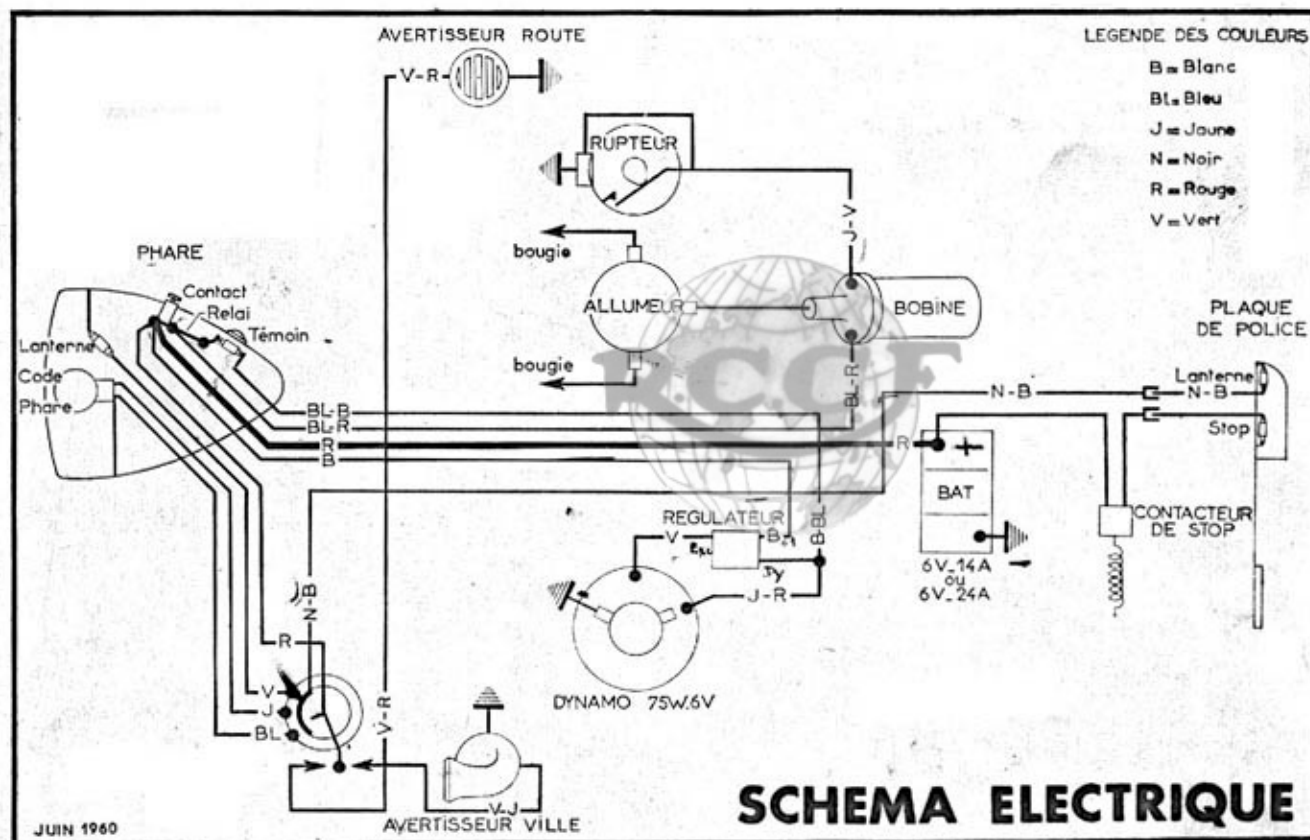 AVERTISSEUR ROUTE
V-R
LEGENDE DES COULEURS
B = Blanc
BL = Bleu
J = Jaune
N = Noir
R = Rouge
V = Vert
RUPTEUR
J-V
bougie
ALLUMEUR
BOBINE
bougie
BL-R
PHARE
Contact
Relai
Témoin
Lanterne
Code
Phare
PLAQUE
DE POLICE
Lanterne
N-B
N-B
Stop
RCCF
BL-B
BL-R
R
B
R
+
BAT
6V_14A
ou
6V_24A
CONTACTEUR
DE STOP
REGULATEUR
V
B
B-BL
J-R
DYNAMO 75W.6V
N-B
R
V
J
BL
V-R
V-J
AVERTISSEUR VILLE
SCHEMA ELECTRIQUE
JUIN 1960